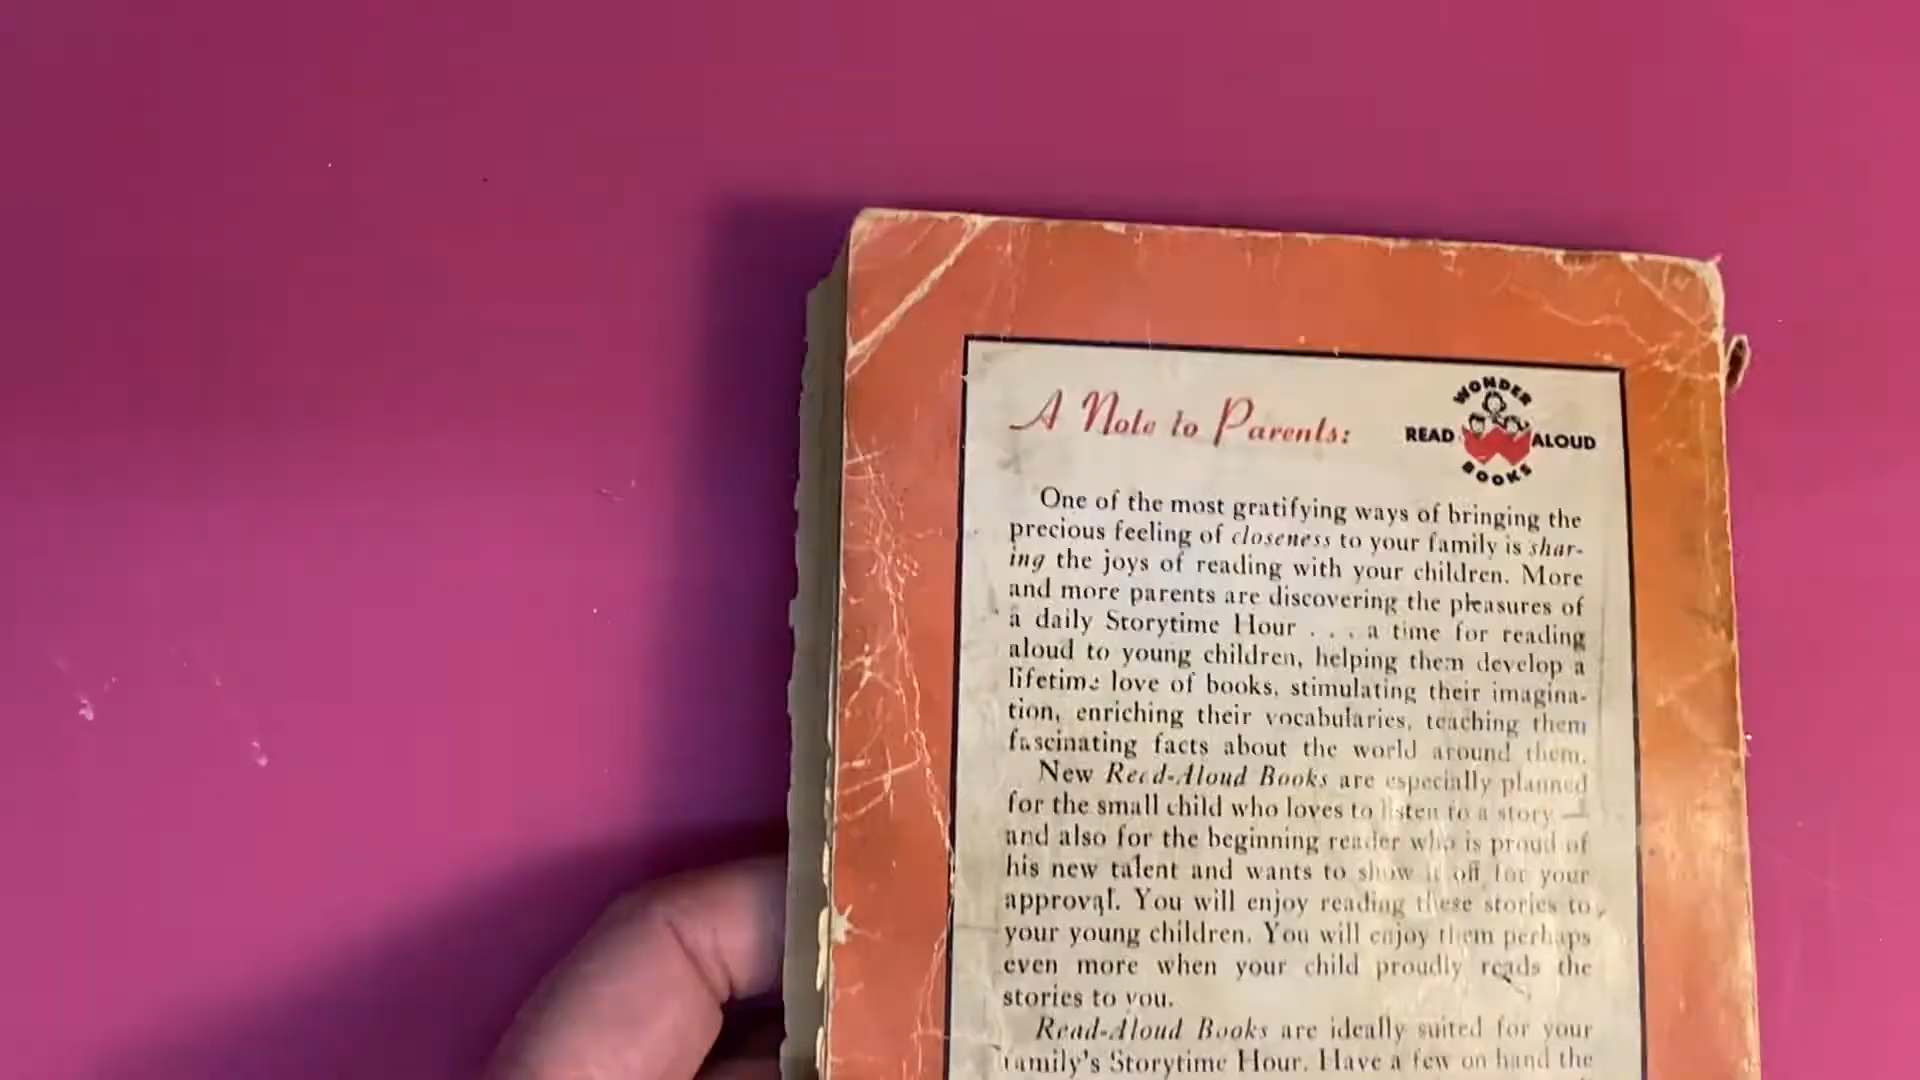 A Note to Parents:
WONDER
READ ALOUD
BOOKS
One of the most gratifying ways of bringing the
precious feeling of closeness to your family is shar-
ing the joys of reading with your children. More
and more parents are discovering the pleasures of
a daily Storytime Hour . . . a time for reading
aloud to young children, helping them develop a
lifetime love of books, stimulating their imagina-
tion, enriching their vocabularies, teaching them
fascinating facts about the world around them.
New Read-Aloud Books are especially planned
for the small child who loves to listen to a story —
and also for the beginning reader who is proud of
his new talent and wants to show it off for your
approval. You will enjoy reading these stories to
your young children. You will enjoy them perhaps
even more when your child proudly reads the
stories to you.
Read-Aloud Books are ideally suited for your
family's Storytime Hour. Have a few on hand the